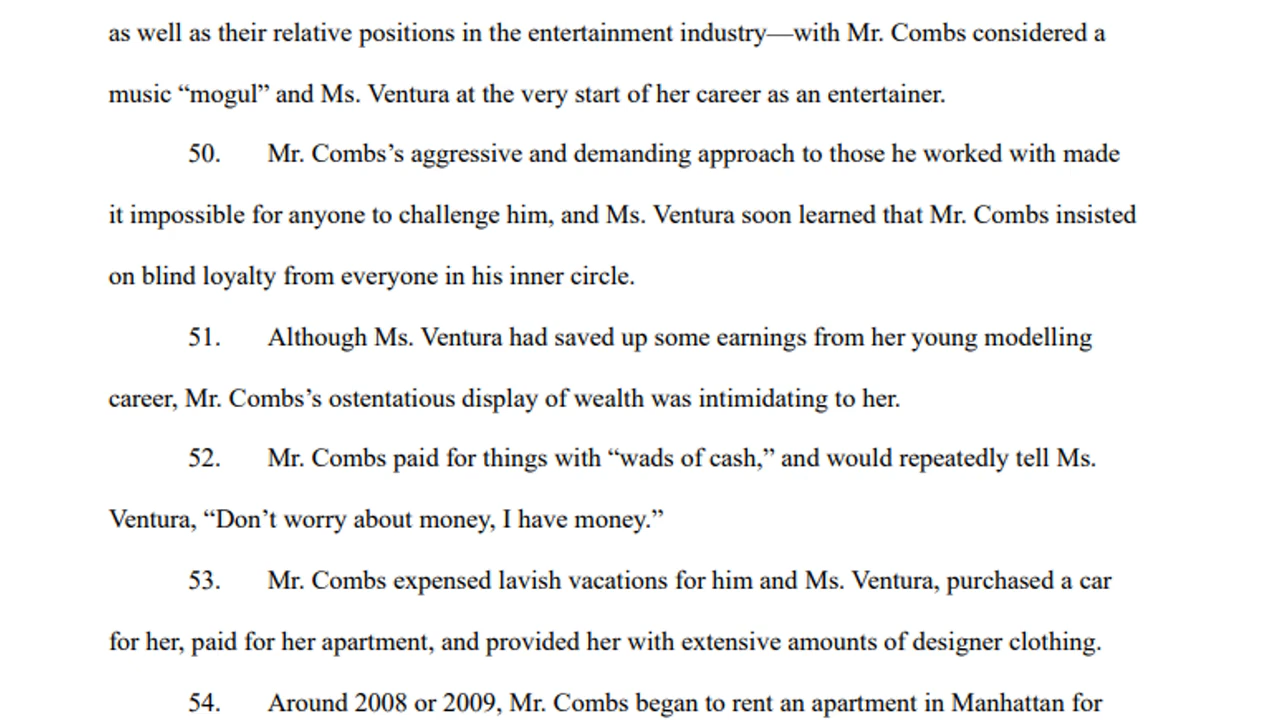 as well as their relative positions in the entertainment industry—with Mr. Combs considered a
music “mogul” and Ms. Ventura at the very start of her career as an entertainer.
50. Mr. Combs’s aggressive and demanding approach to those he worked with made
it impossible for anyone to challenge him, and Ms. Ventura soon learned that Mr. Combs insisted
on blind loyalty from everyone in his inner circle.
51. Although Ms. Ventura had saved up some earnings from her young modelling
career, Mr. Combs’s ostentatious display of wealth was intimidating to her.
52. Mr. Combs paid for things with “wads of cash,” and would repeatedly tell Ms.
Ventura, “Don’t worry about money, I have money.”
53. Mr. Combs expensed lavish vacations for him and Ms. Ventura, purchased a car
for her, paid for her apartment, and provided her with extensive amounts of designer clothing.
54. Around 2008 or 2009, Mr. Combs began to rent an apartment in Manhattan for